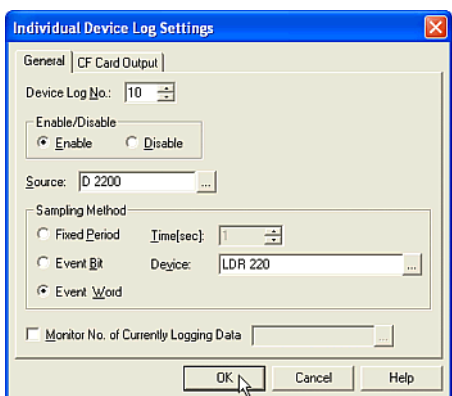 Individual Device Log Settings
General CF Card Output
Device Log No.: 10
Enable/Disable
Enable Disable
Source: D 2200 ...
Sampling Method
Fixed Period Time[sec]: 1
Event Bit Device: LDR 220 ...
Event Word
Monitor No. of Currently Logging Data ...
OK Cancel Help